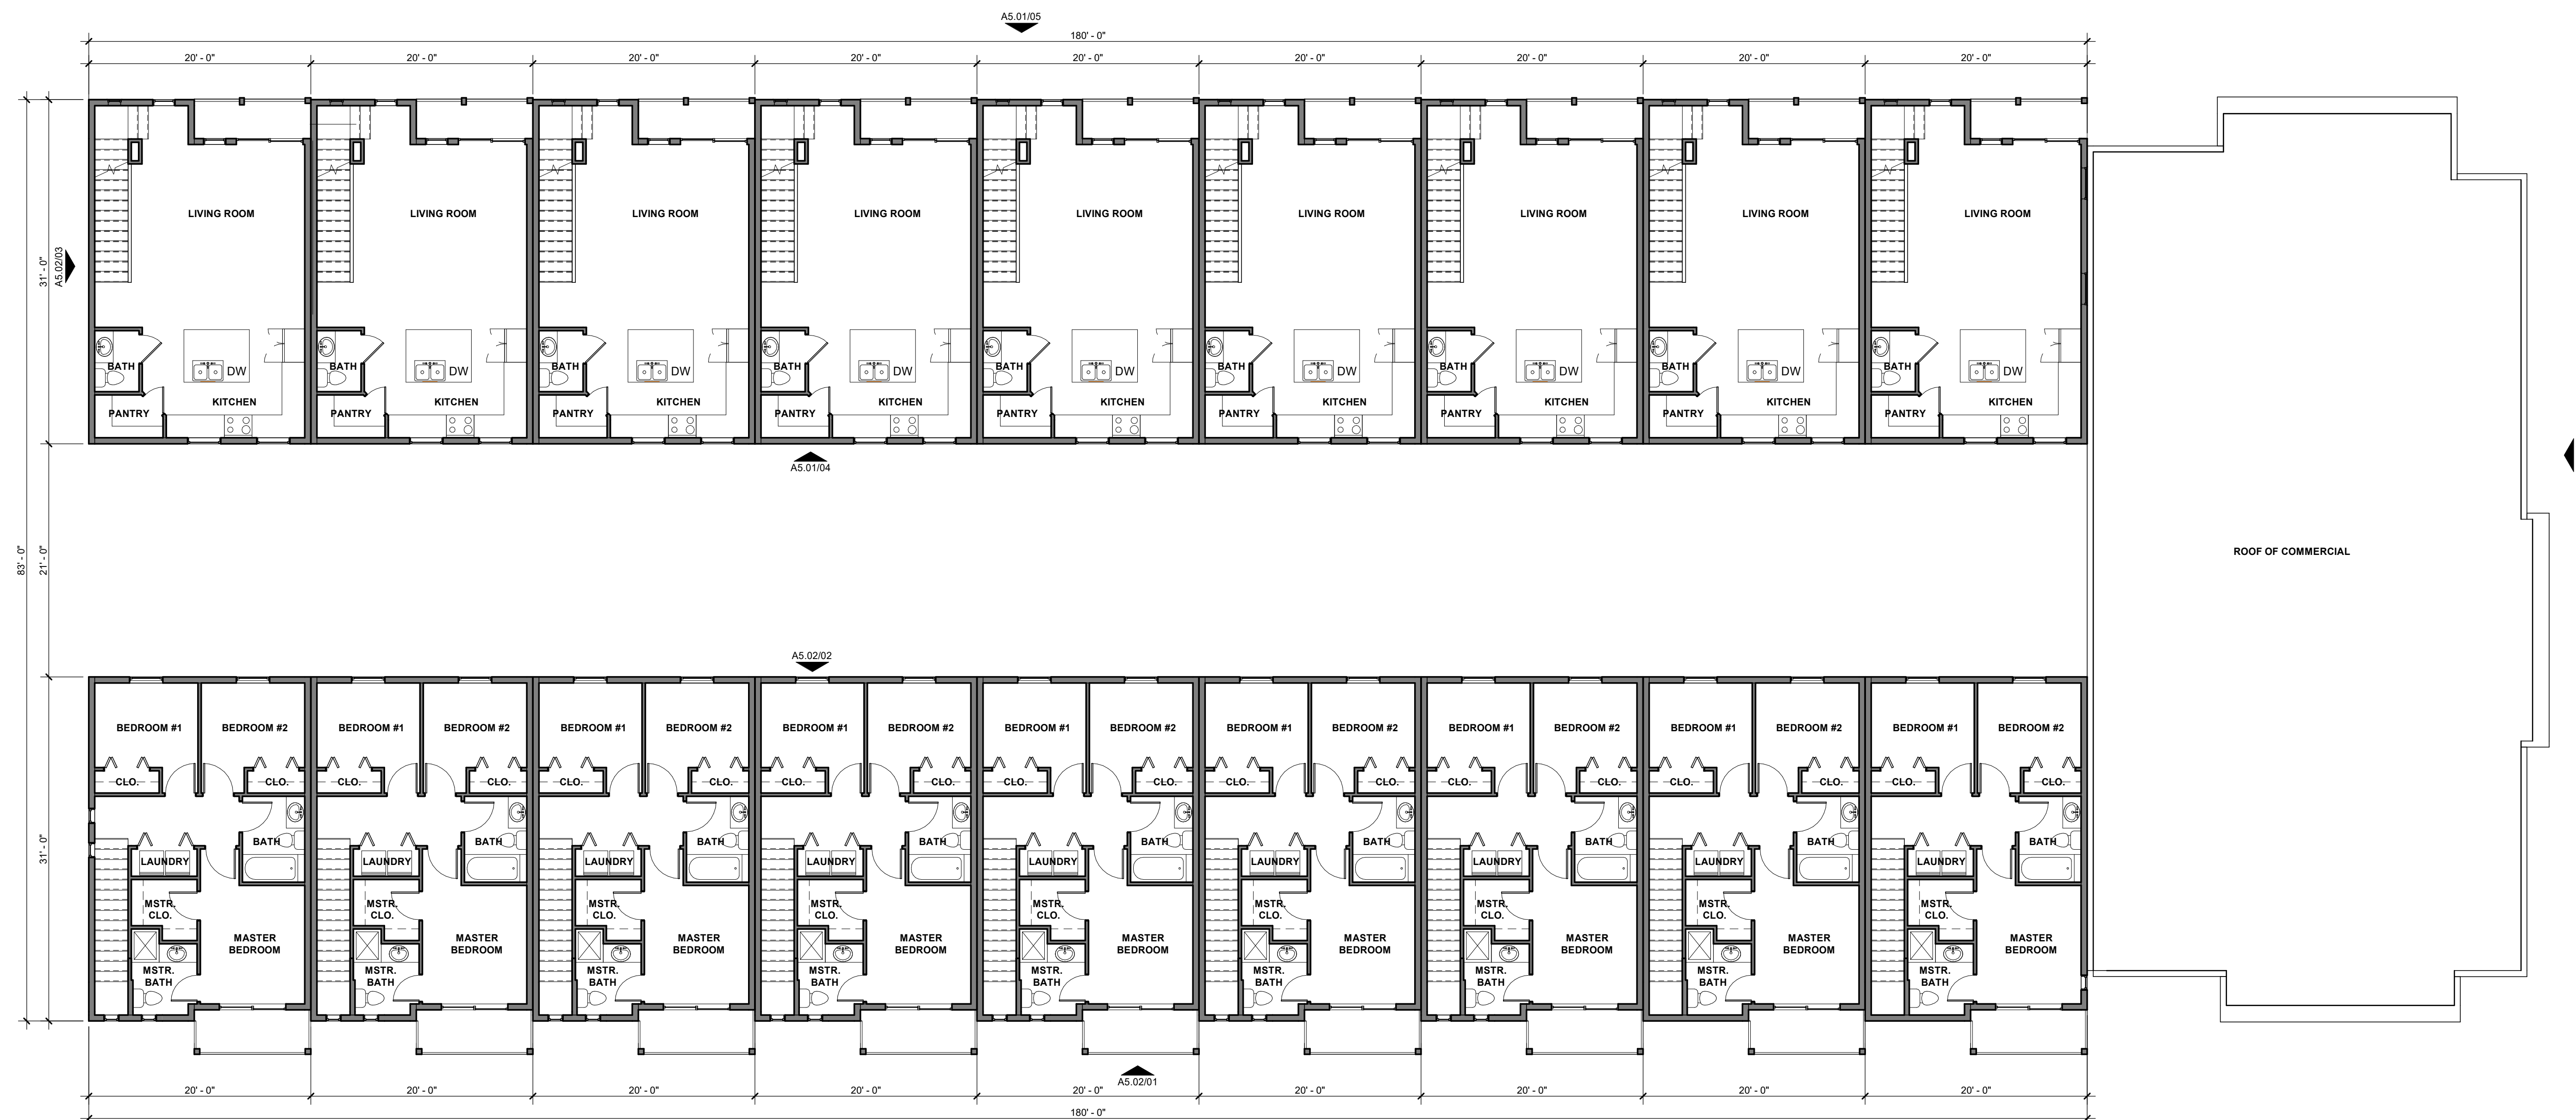 A5.01/05
180' - 0"
20' - 0" 20' - 0" 20' - 0" 20' - 0" 20' - 0" 20' - 0" 20' - 0" 20' - 0" 20' - 0"
LIVING ROOM LIVING ROOM LIVING ROOM LIVING ROOM LIVING ROOM LIVING ROOM LIVING ROOM LIVING ROOM LIVING ROOM
31' - 0"
A5.02/03
BATH BATH BATH BATH BATH BATH BATH BATH BATH
DW DW DW DW DW DW DW DW DW
KITCHEN KITCHEN KITCHEN KITCHEN KITCHEN KITCHEN KITCHEN KITCHEN KITCHEN
PANTRY PANTRY PANTRY PANTRY PANTRY PANTRY PANTRY PANTRY PANTRY
A5.01/04
83' - 0"
21' - 0"
ROOF OF COMMERCIAL
A5.02/02
BEDROOM #1 BEDROOM #2 BEDROOM #1 BEDROOM #2 BEDROOM #1 BEDROOM #2 BEDROOM #1 BEDROOM #2 BEDROOM #1 BEDROOM #2 BEDROOM #1 BEDROOM #2 BEDROOM #1 BEDROOM #2 BEDROOM #1 BEDROOM #2 BEDROOM #1 BEDROOM #2
CLO. CLO. CLO. CLO. CLO. CLO. CLO. CLO. CLO. CLO. CLO. CLO. CLO. CLO. CLO. CLO. CLO. CLO.
31' - 0"
BATH BATH BATH BATH BATH BATH BATH BATH BATH
LAUNDRY LAUNDRY LAUNDRY LAUNDRY LAUNDRY LAUNDRY LAUNDRY LAUNDRY LAUNDRY
MSTR. MSTR. MSTR. MSTR. MSTR. MSTR. MSTR. MSTR. MSTR.
CLO. CLO. CLO. CLO. CLO. CLO. CLO. CLO. CLO.
MASTER MASTER MASTER MASTER MASTER MASTER MASTER MASTER MASTER
BEDROOM BEDROOM BEDROOM BEDROOM BEDROOM BEDROOM BEDROOM BEDROOM BEDROOM
MSTR. MSTR. MSTR. MSTR. MSTR. MSTR. MSTR. MSTR. MSTR.
BATH BATH BATH BATH BATH BATH BATH BATH BATH
A5.02/01
20' - 0" 20' - 0" 20' - 0" 20' - 0" 20' - 0" 20' - 0" 20' - 0" 20' - 0" 20' - 0"
180' - 0"